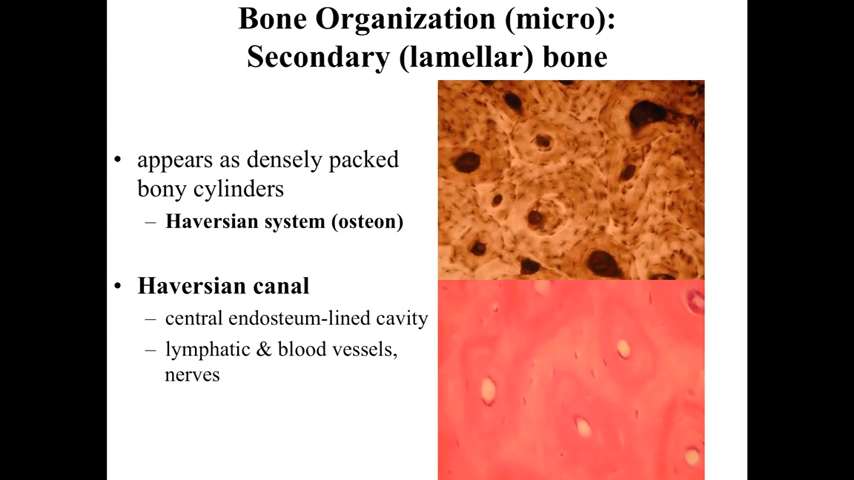 Bone Organization (micro):
Secondary (lamellar) bone
• appears as densely packed
bony cylinders
– Haversian system (osteon)
• Haversian canal
– central endosteum-lined cavity
– lymphatic & blood vessels,
nerves